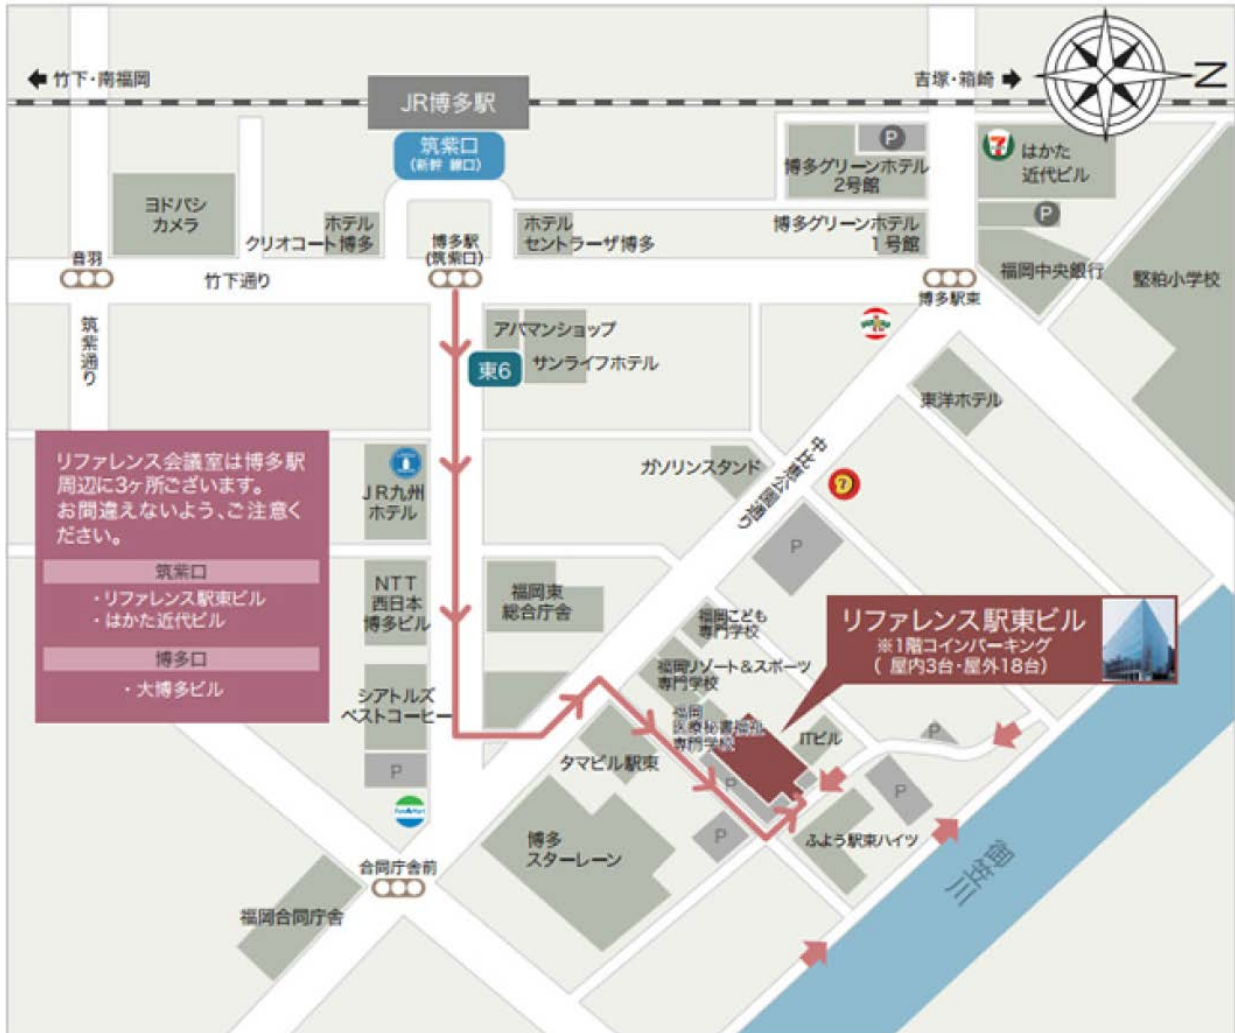 竹下・南福岡
JR博多駅
吉塚・箱崎
N
筑紫口
(新幹線口)
P
博多グリーンホテル
2号館
7
はかた
近代ビル
P
ヨドバシ
カメラ
ホテル
クリオコート博多
博多駅
(筑紫口)
ホテル
セントラーザ博多
博多グリーンホテル
1号館
音羽
竹下通り
博多駅東
福岡中央銀行
堅粕小学校
筑紫通り
アパマンショップ
東6
サンライフホテル
東洋ホテル
中比恵公園通り
ガソリンスタンド
リファレンス会議室は博多駅
周辺に3ヶ所ございます。
お間違えないよう、ご注意く
ださい。
筑紫口
・リファレンス駅東ビル
・はかた近代ビル
博多口
・大博多ビル
JR九州
ホテル
P
NTT
西日本
博多ビル
福岡東
総合庁舎
福岡こども
専門学校
リファレンス駅東ビル
※1階コインパーキング
( 屋内3台・屋外18台)
福岡リゾート&スポーツ
専門学校
シアトルズ
ベストコーヒー
福岡
医療秘書福祉
専門学校
ITビル
P
タマビル駅東
P
P
P
FamilyMart
P
ふよう駅東ハイツ
博多
スターレーン
御笠川
合同庁舎前
福岡合同庁舎